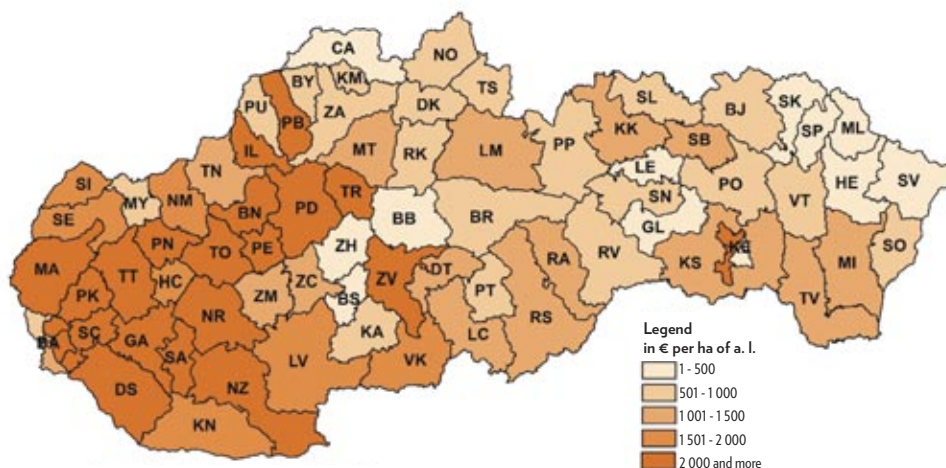 CA
NO
BY
KM
TS
PU
PB
ZA
DK
SL
BJ
SK
SP
ML
IL
MT
RK
LM
PP
KK
SB
LE
SN
PO
VT
HE
SV
SI
TN
TR
MY
NM
BN
PD
BB
BR
GL
SE
SO
PN
TO
PE
ZH
RV
KS
KE
MA
TT
HC
ZM
ZC
BS
ZV
DT
PT
RA
MI
PK
NR
KA
TV
BA
SC
GA
SA
LV
VK
LC
RS
DS
NZ
KN
Legend
in € per ha of a. l.
1 - 500
501 - 1 000
1 001 - 1 500
1 501 - 2 000
2 000 and more